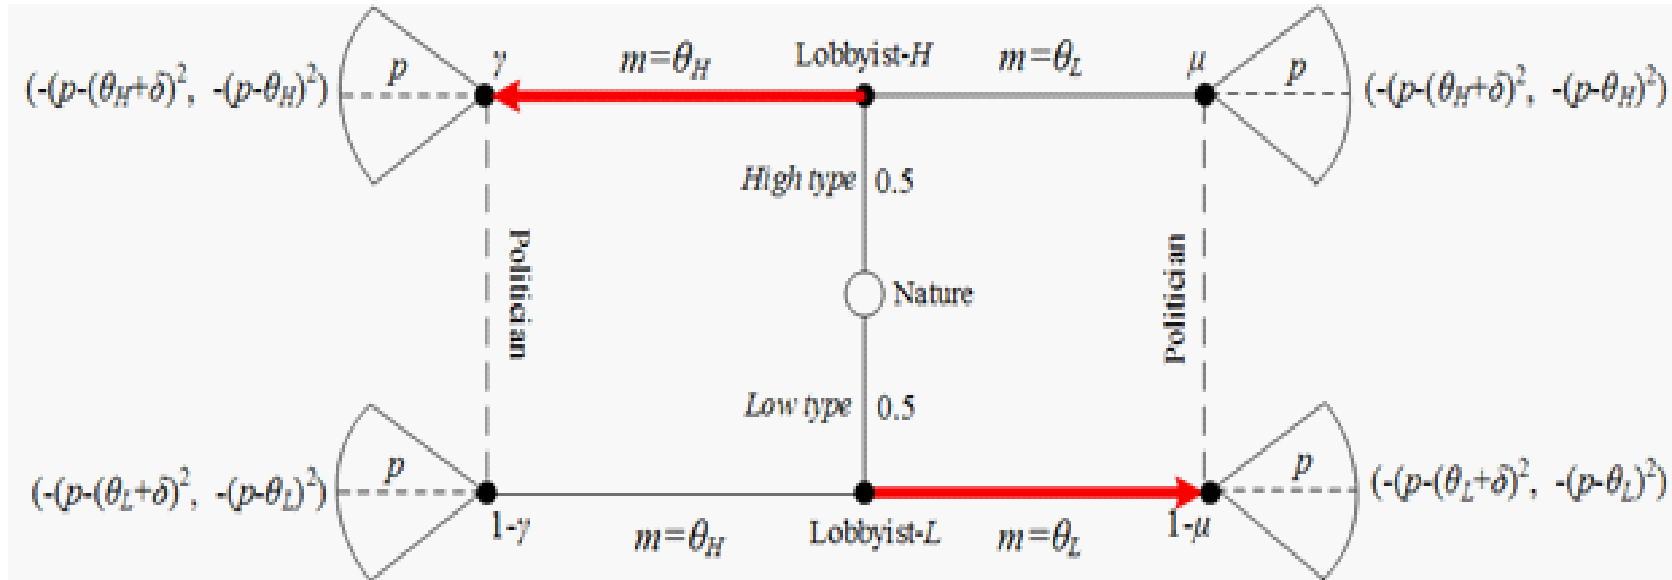 γ m=θH Lobbyist-H m=θL μ
(-(p-(θH+δ)², -(p-θH)²) p p (-(p-(θH+δ)², -(p-θH)²)
High type 0.5
Politician Politician
Nature
Low type 0.5
(-(p-(θL+δ)², -(p-θL)²) p p (-(p-(θL+δ)², -(p-θL)²)
1-γ m=θH Lobbyist-L m=θL 1-μ